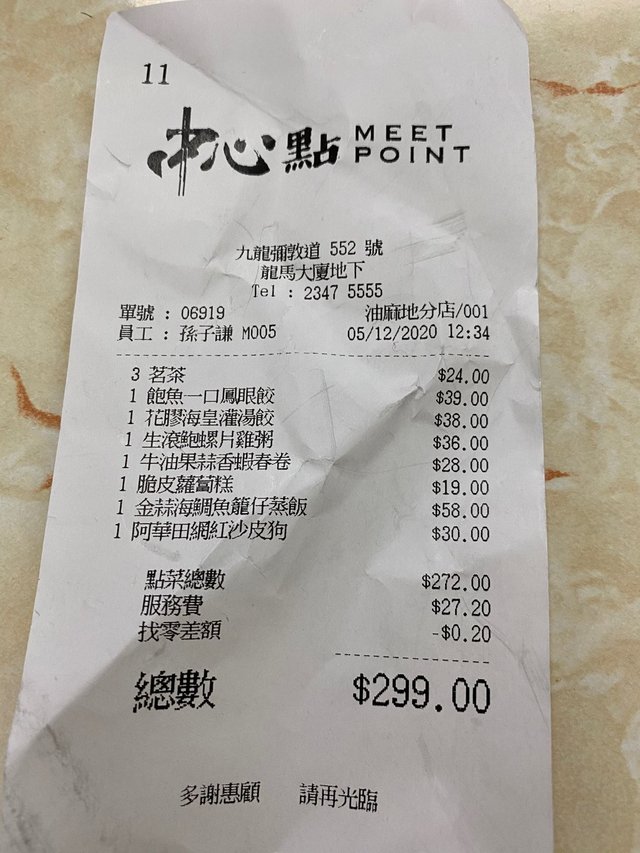 11
中心點 MEET POINT
九龍彌敦道 552 號
龍馬大廈地下
Tel : 2347 5555
單號 : 06919 油麻地分店/001
員工 : 孫子謙 M005 05/12/2020 12:34
3 茗茶 $24.00
1 鮑魚一口鳳眼餃 $39.00
1 花膠海皇灌湯餃 $38.00
1 生滾鮑螺片雞粥 $36.00
1 牛油果蒜香蝦春卷 $28.00
1 脆皮蘿蔔糕 $19.00
1 金蒜海鯛魚籠仔蒸飯 $58.00
1 阿華田網紅沙皮狗 $30.00
點菜總數 $272.00
服務費 $27.20
找零差額 -$0.20
總數 $299.00
多謝惠顧 請再光臨